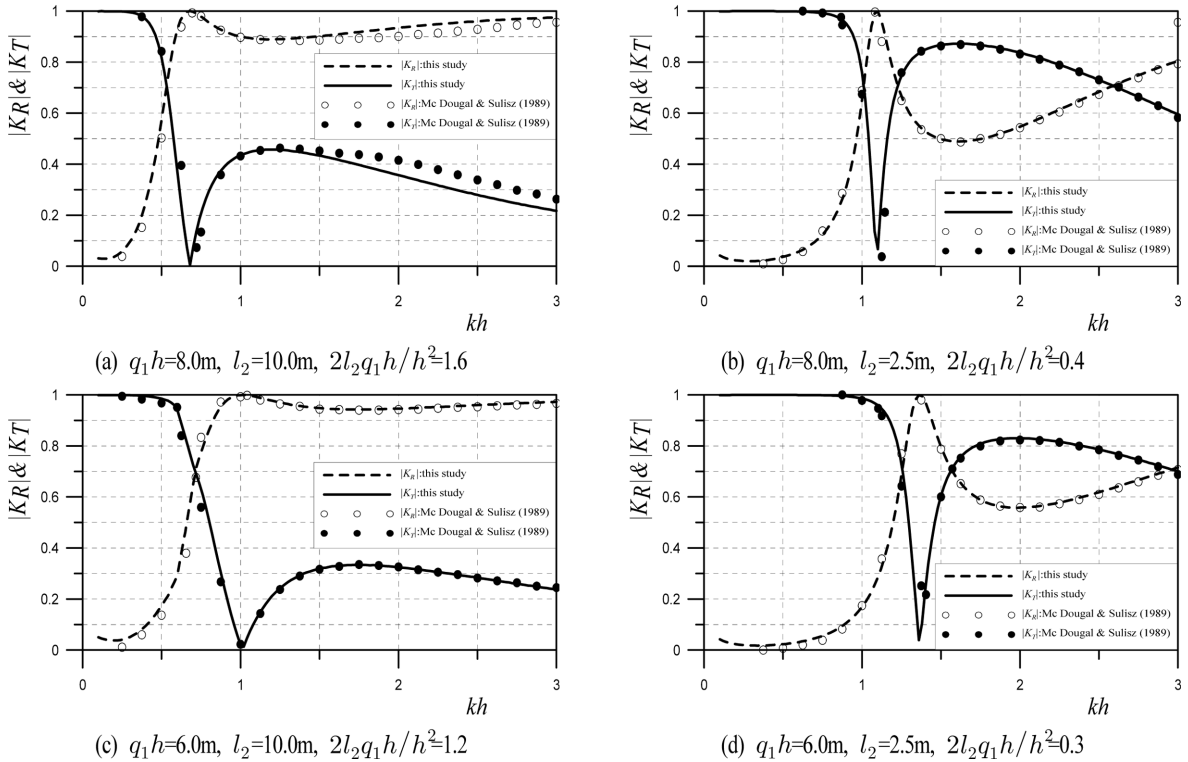 |KR|& |KT|
1
0.8
0.6
0.4
0.2
0
|KR|:this study
|KT|:this study
|KR|:Mc Dougal & Sulisz (1989)
|KT|:Mc Dougal & Sulisz (1989)
0 1 2 3
kh
(a) q1h=8.0m, l2=10.0m, 2l2q1h/h²=1.6
|KR|& |KT|
1
0.8
0.6
0.4
0.2
0
|KR|:this study
|KT|:this study
|KR|:Mc Dougal & Sulisz (1989)
|KT|:Mc Dougal & Sulisz (1989)
0 1 2 3
kh
(b) q1h=8.0m, l2=2.5m, 2l2q1h/h²=0.4
|KR|& |KT|
1
0.8
0.6
0.4
0.2
0
|KR|:this study
|KT|:this study
|KR|:Mc Dougal & Sulisz (1989)
|KT|:Mc Dougal & Sulisz (1989)
0 1 2 3
kh
(c) q1h=6.0m, l2=10.0m, 2l2q1h/h²=1.2
|KR|& |KT|
1
0.8
0.6
0.4
0.2
0
|KR|:this study
|KT|:this study
|KR|:Mc Dougal & Sulisz (1989)
|KT|:Mc Dougal & Sulisz (1989)
0 1 2 3
kh
(d) q1h=6.0m, l2=2.5m, 2l2q1h/h²=0.3